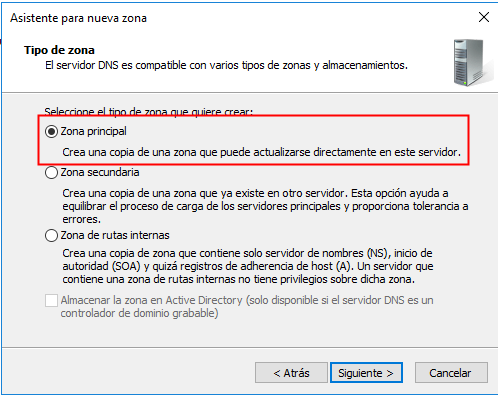 Asistente para nueva zona
Tipo de zona
El servidor DNS es compatible con varios tipos de zonas y almacenamientos.
Seleccione el tipo de zona que quiere crear:
Zona principal
Crea una copia de una zona que puede actualizarse directamente en este servidor.
Zona secundaria
Crea una copia de una zona que ya existe en otro servidor. Esta opción ayuda a
equilibrar el proceso de carga de los servidores principales y proporciona tolerancia a
errores.
Zona de rutas internas
Crea una copia de zona que contiene solo servidor de nombres (NS), inicio de
autoridad (SOA) y quizá registros de adherencia de host (A). Un servidor que
contiene una zona de rutas internas no tiene privilegios sobre dicha zona.
Almacenar la zona en Active Directory (solo disponible si el servidor DNS es un
controlador de dominio grabable)
< Atrás Siguiente > Cancelar